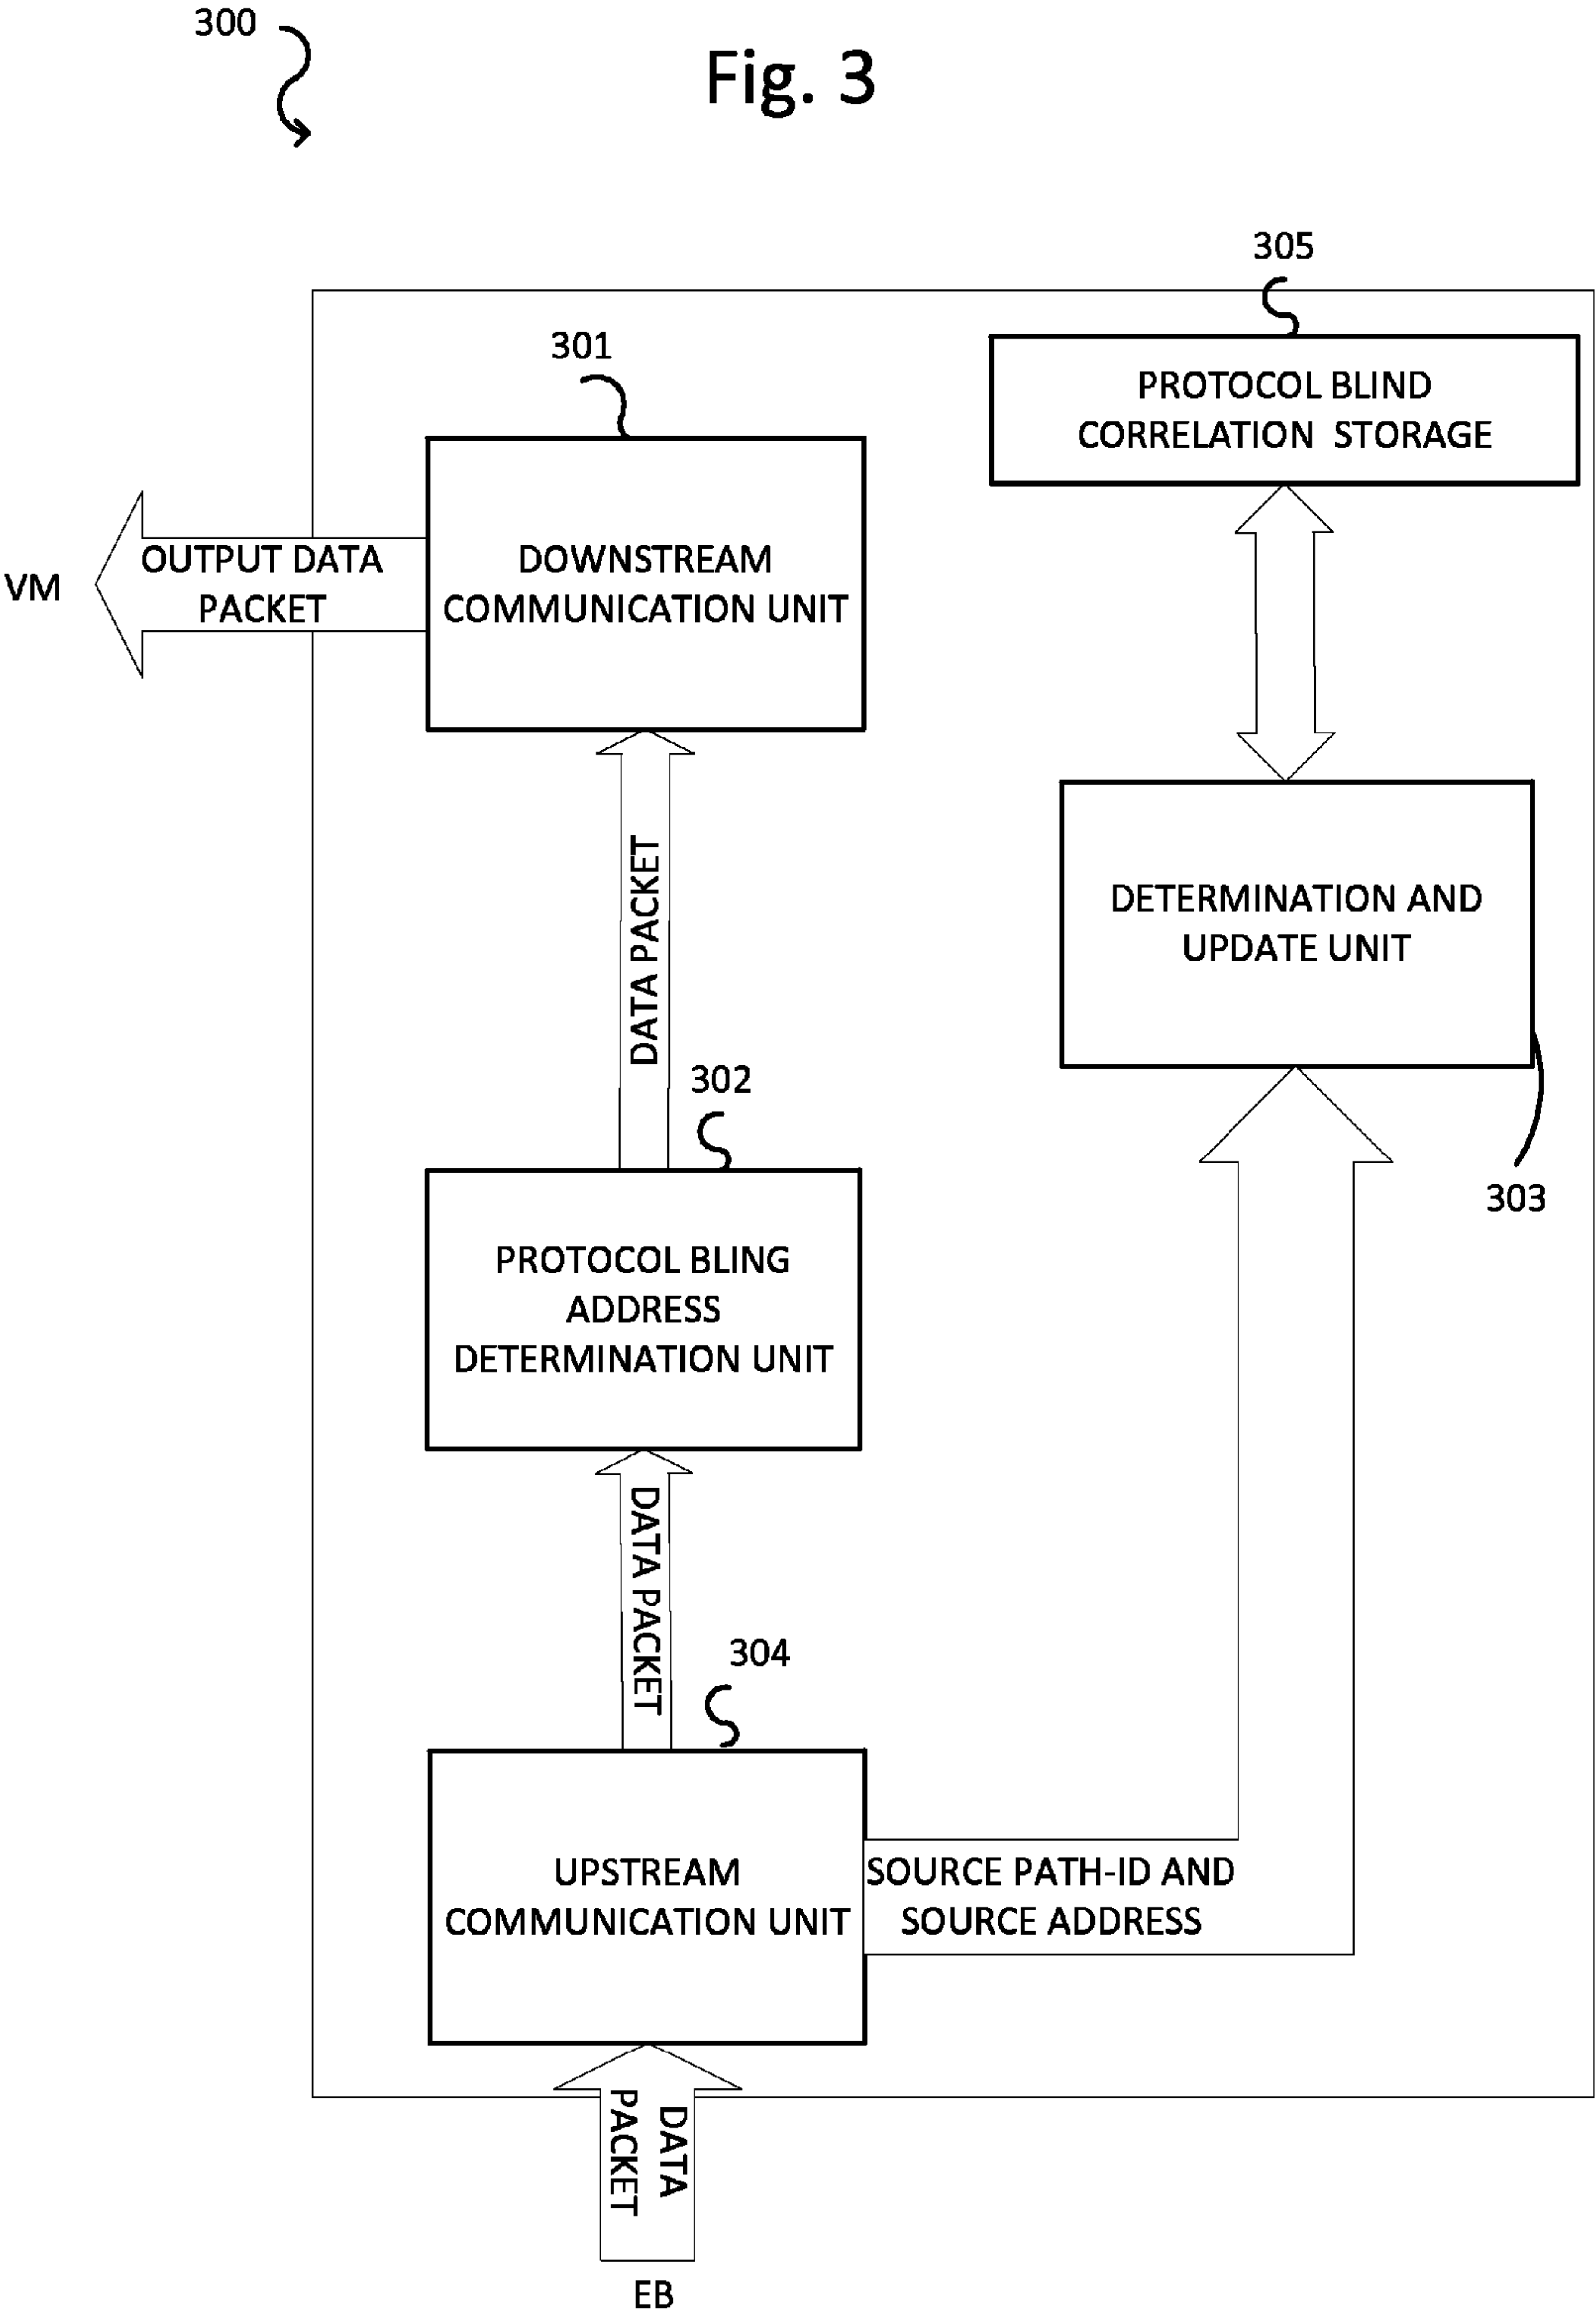 300
Fig. 3
305
301
PROTOCOL BLIND
CORRELATION STORAGE
OUTPUT DATA
PACKET
VM
DOWNSTREAM
COMMUNICATION UNIT
DATA PACKET
DETERMINATION AND
UPDATE UNIT
302
303
PROTOCOL BLING
ADDRESS
DETERMINATION UNIT
DATA PACKET
304
UPSTREAM
COMMUNICATION UNIT
SOURCE PATH-ID AND
SOURCE ADDRESS
DATA
PACKET
EB